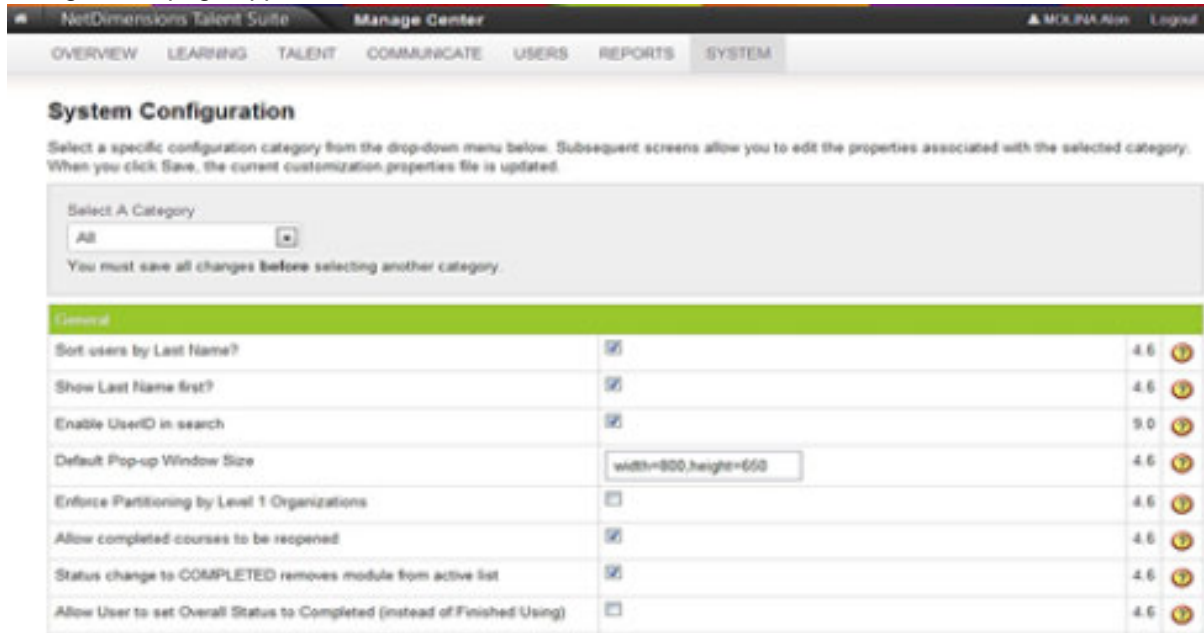 NetDimensions Talent Suite Manage Center MOLINA Alon Logout
OVERVIEW LEARNING TALENT COMMUNICATE USERS REPORTS SYSTEM
System Configuration
Select a specific configuration category from the drop-down menu below. Subsequent screens allow you to edit the properties associated with the selected category.
When you click Save, the current customization.properties file is updated.
Select A Category
All
You must save all changes before selecting another category.
General
Sort users by Last Name? 4.6
Show Last Name first? 4.6
Enable UserID in search 9.0
Default Pop-up Window Size width=800,height=650 4.6
Enforce Partitioning by Level 1 Organizations 4.6
Allow completed courses to be reopened 4.6
Status change to COMPLETED removes module from active list 4.6
Allow User to set Overall Status to Completed (instead of Finished Using) 4.6